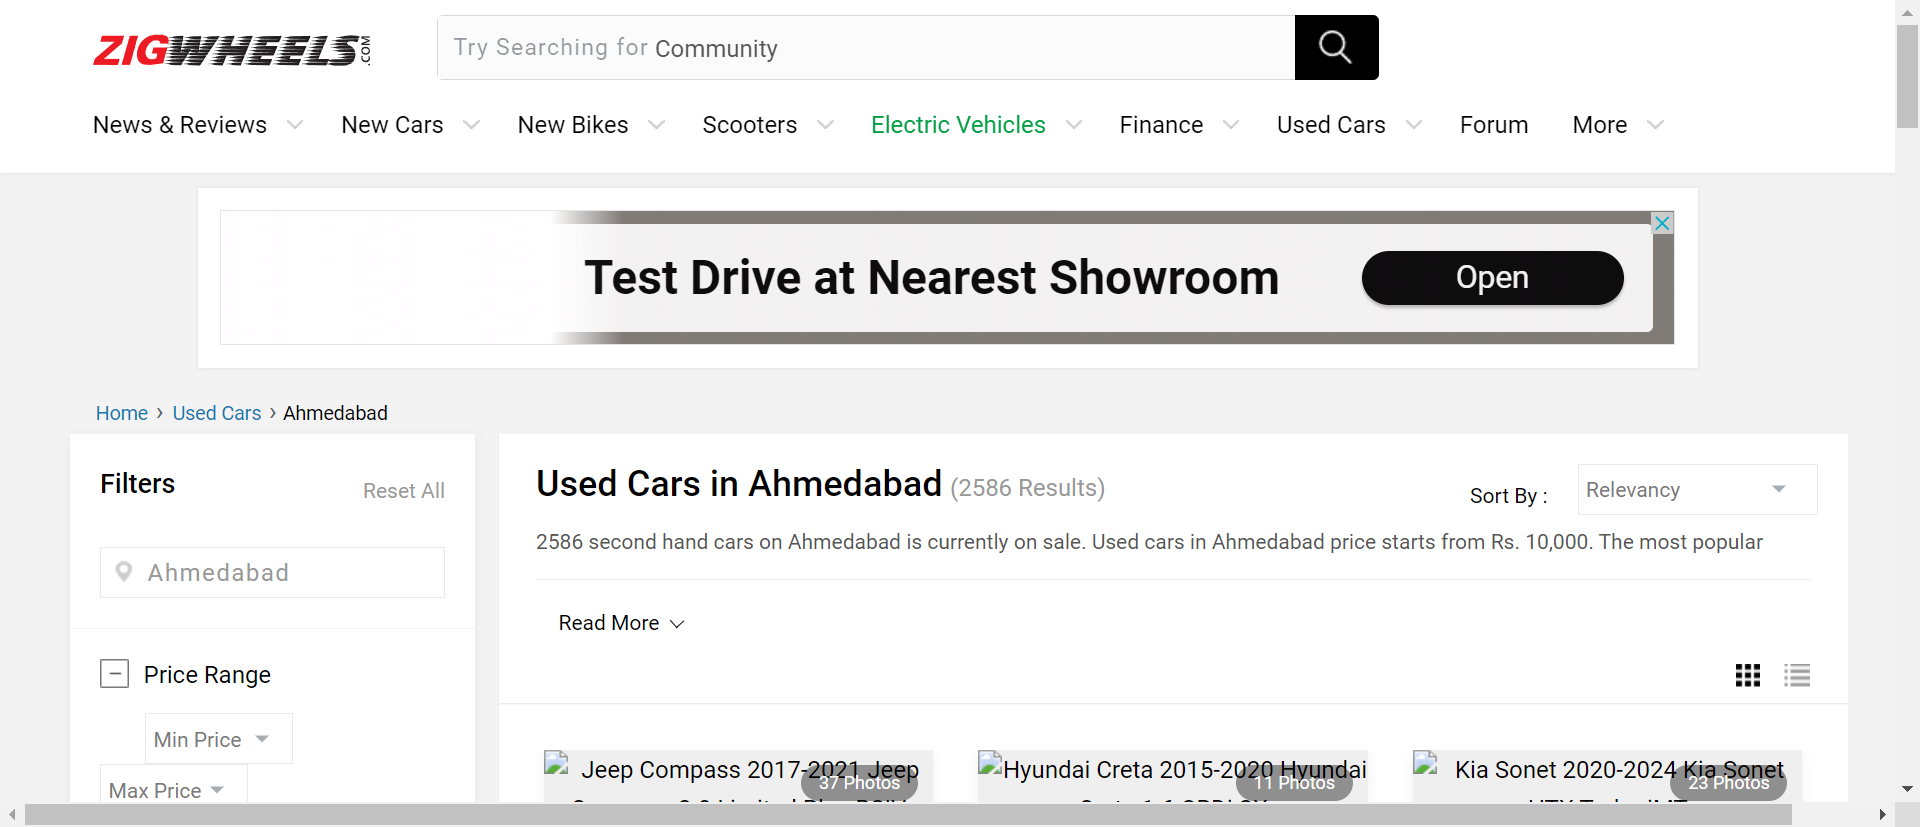 ZIGWHEELS.COM
Try Searching for Community
News & Reviews New Cars New Bikes Scooters Electric Vehicles Finance Used Cars Forum More
Test Drive at Nearest Showroom Open
Home › Used Cars › Ahmedabad
Filters
Reset All
Ahmedabad
Price Range
Min Price
Max Price
Used Cars in Ahmedabad (2586 Results)
Sort By : Relevancy
2586 second hand cars on Ahmedabad is currently on sale. Used cars in Ahmedabad price starts from Rs. 10,000. The most popular
Read More
Jeep Compass 2017-2021 Jeep
37 Photos
Hyundai Creta 2015-2020 Hyundai
11 Photos
Kia Sonet 2020-2024 Kia Sonet
23 Photos